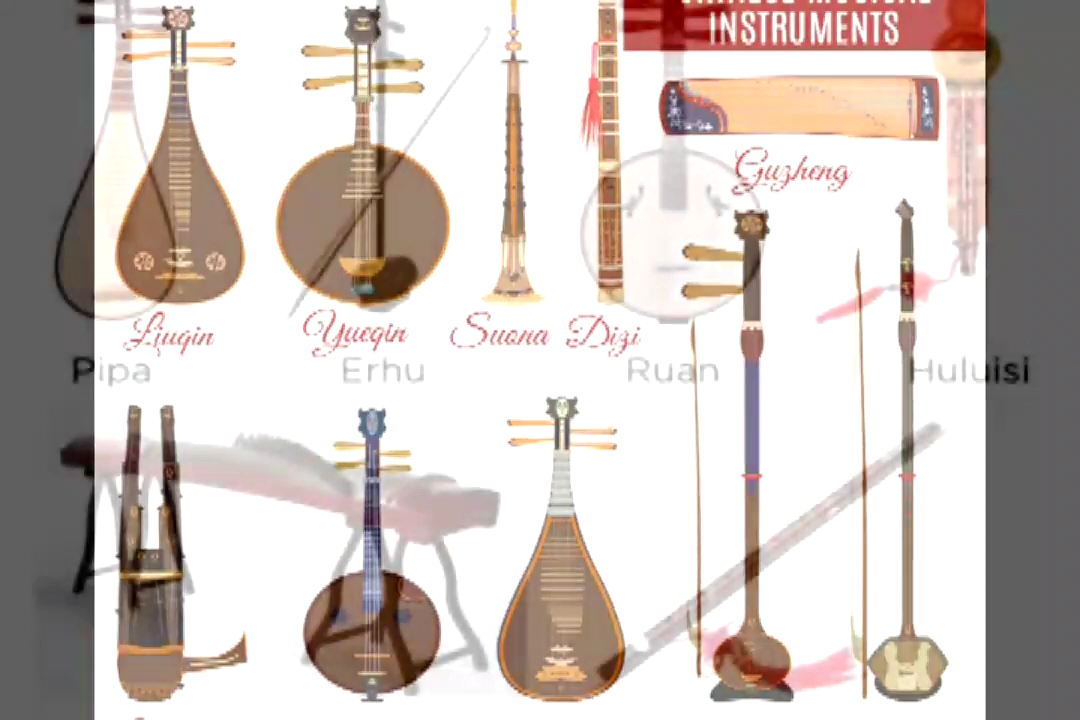 INSTRUMENTS
Guzheng
Liuqin
Yueqin
Suona
Dizi
Pipa
Erhu
Ruan
Huluisi